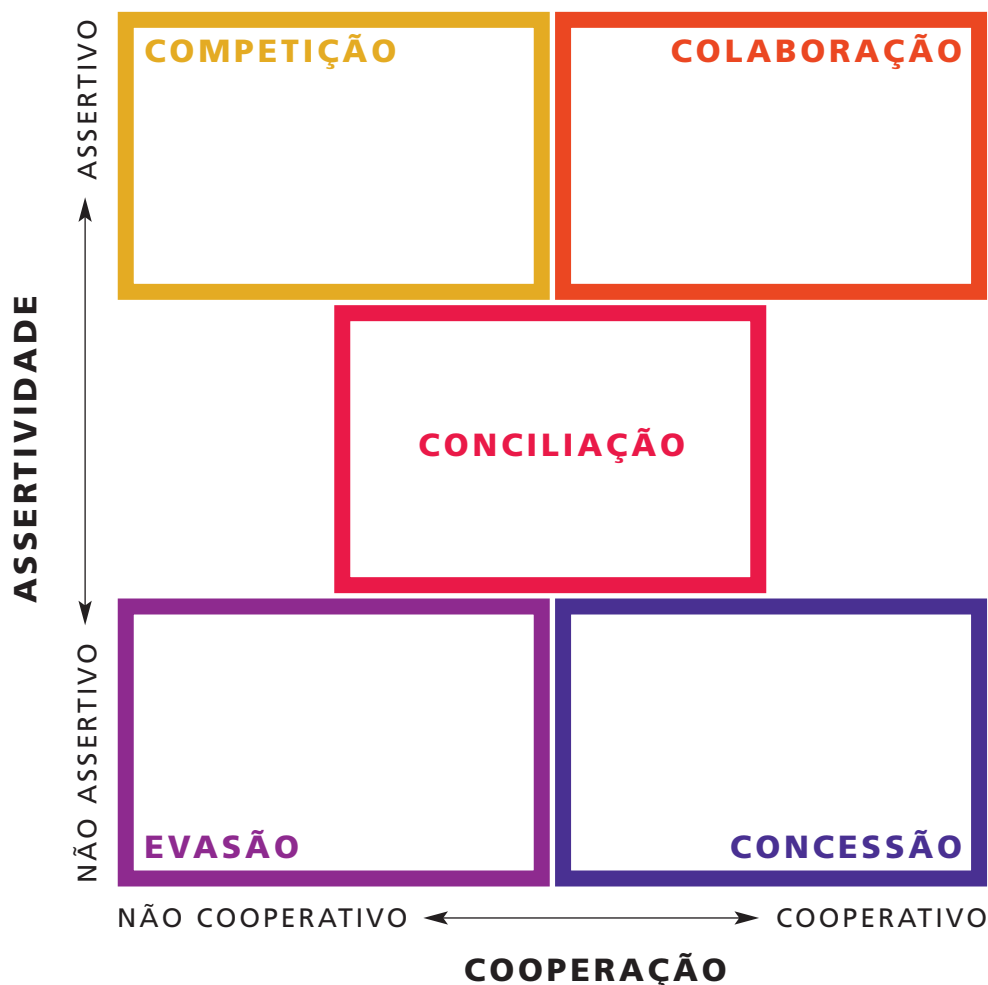 ASSERTIVIDADE
ASSERTIVO
NÃO ASSERTIVO
COMPETIÇÃO
COLABORAÇÃO
CONCILIAÇÃO
EVASÃO
CONCESSÃO
NÃO COOPERATIVO
COOPERATIVO
COOPERAÇÃO